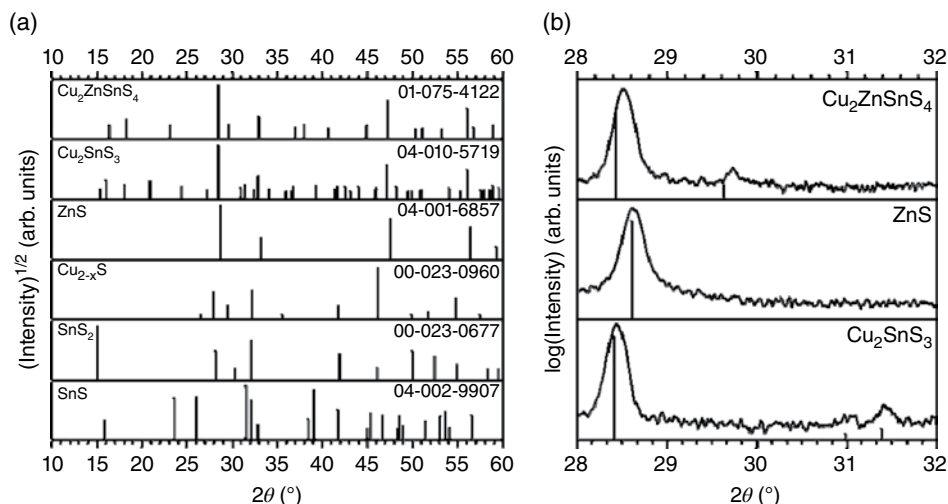 (a)
10 15 20 25 30 35 40 45 50 55 60
Cu₂ZnSnS₄ 01-075-4122
Cu₂SnS₃ 04-010-5719
ZnS 04-001-6857
Cu₂₋ₓS 00-023-0960
SnS₂ 00-023-0677
SnS 04-002-9907
10 15 20 25 30 35 40 45 50 55 60
2θ (°)
(Intensity)^1/2 (arb. units)
(b)
28 29 30 31 32
Cu₂ZnSnS₄
ZnS
Cu₂SnS₃
28 29 30 31 32
2θ (°)
log(Intensity) (arb. units)